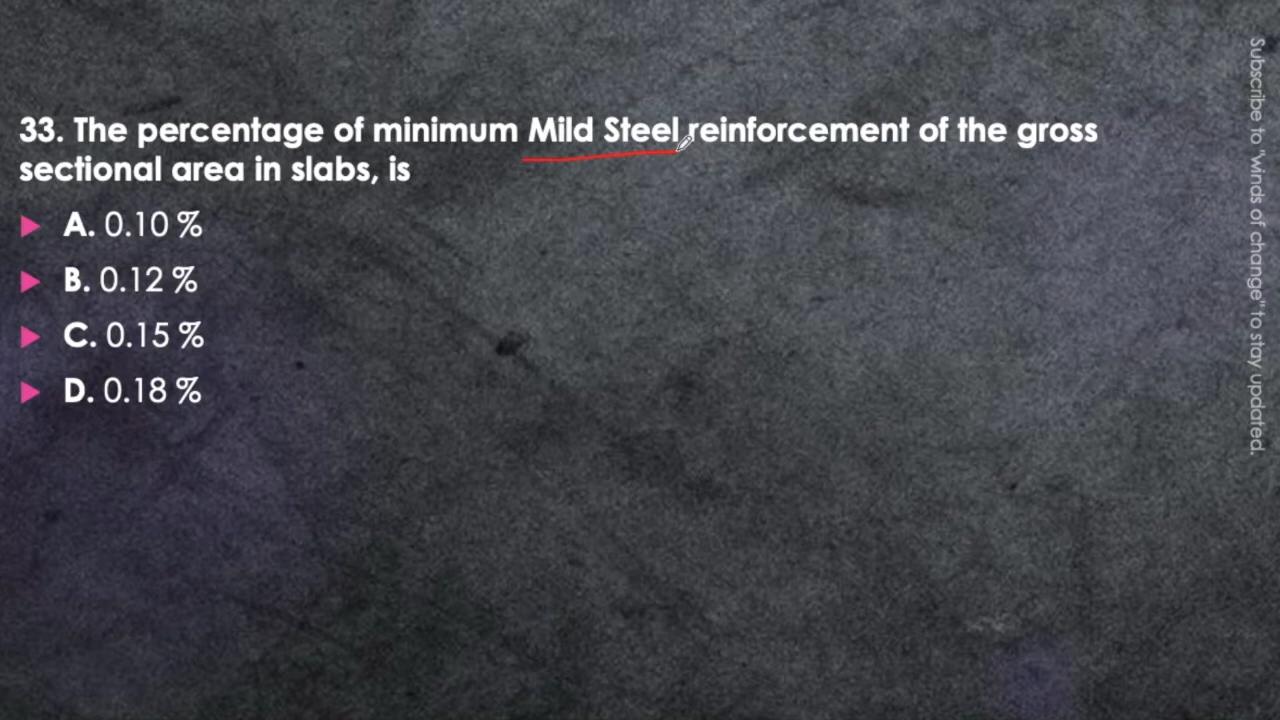 33. The percentage of minimum Mild Steel reinforcement of the gross
sectional area in slabs, is
A. 0.10 %
B. 0.12 %
C. 0.15 %
D. 0.18 %
Subscribe to "winds of change" to stay updated.